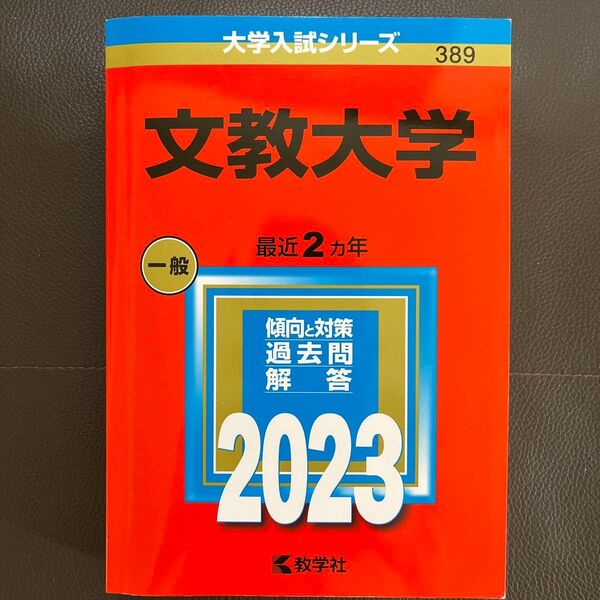 大学入試シリーズ
389
文教大学
最近2ヵ年
一般
傾向と対策
過去問
解答
2023
教学社